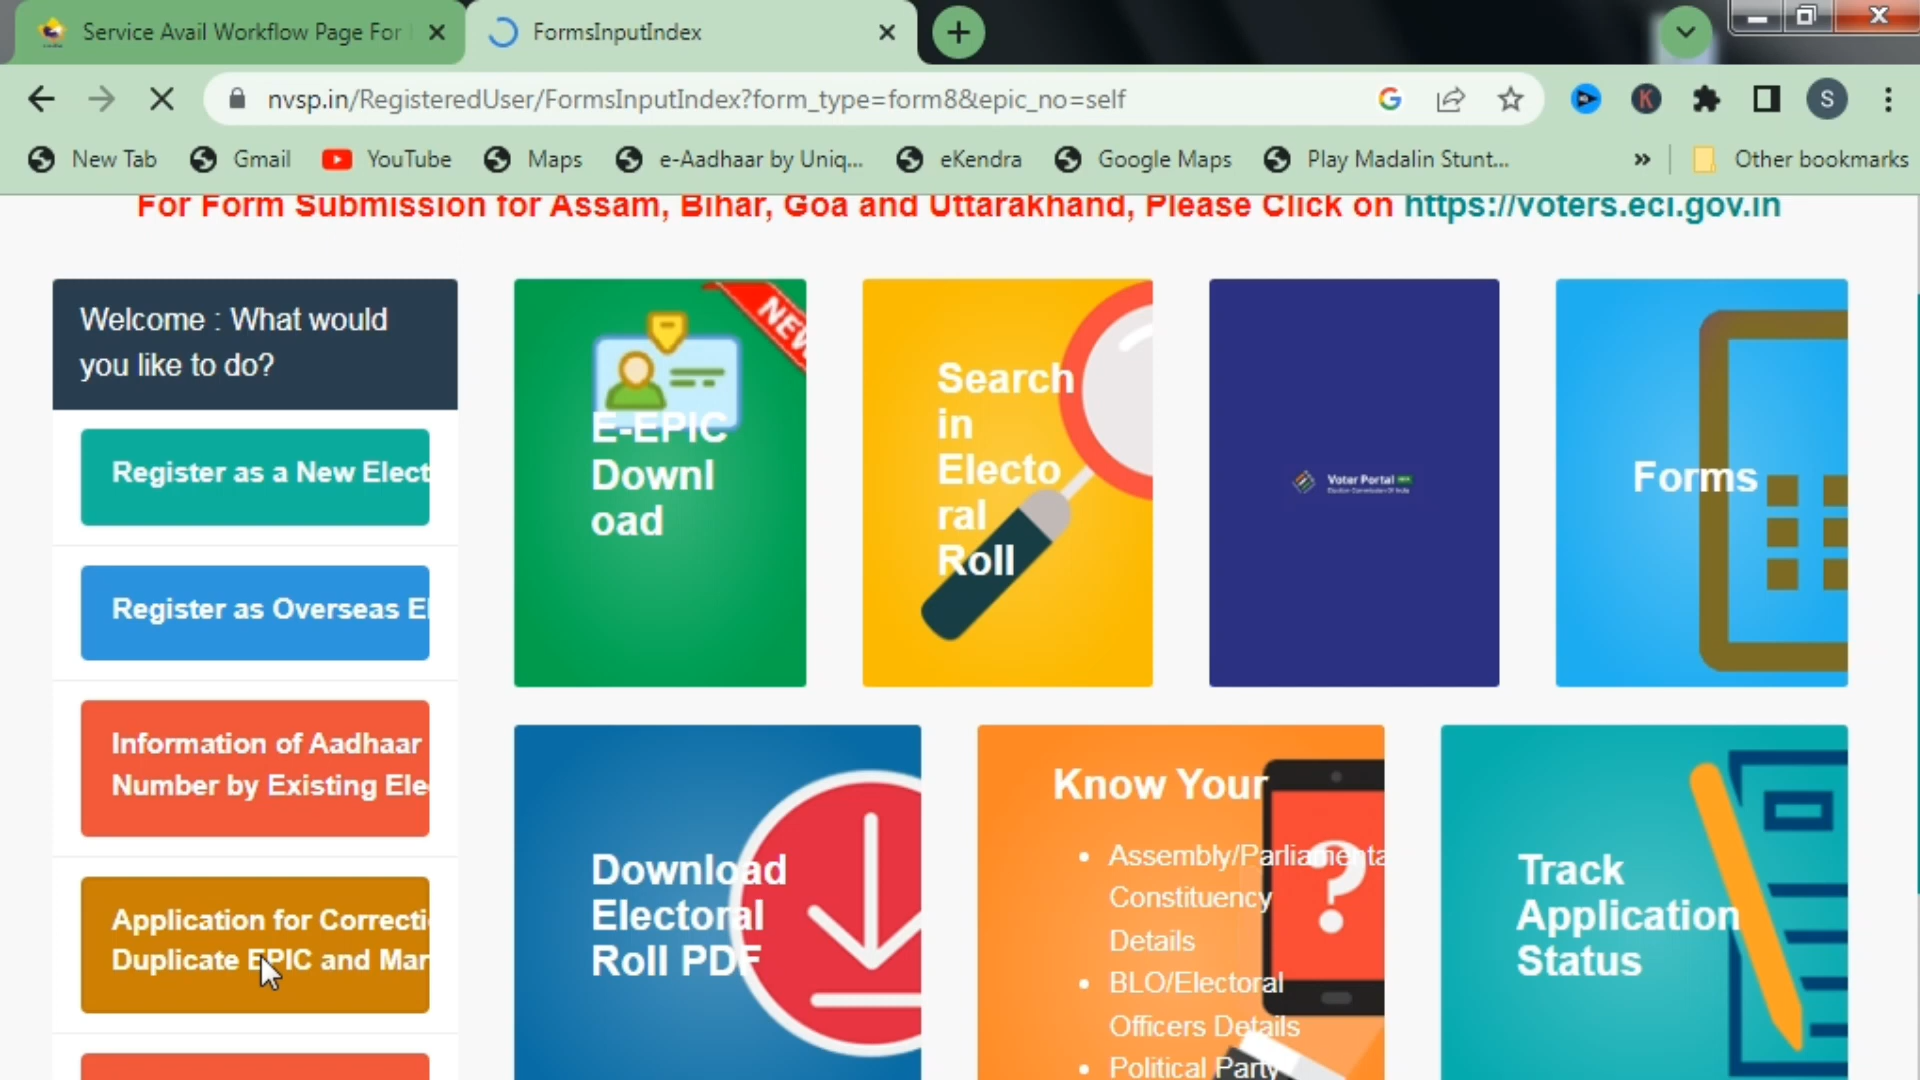 Service Avail Workflow Page For
FormsInputIndex
nvsp.in/RegisteredUser/FormsInputIndex?form_type=form8&epic_no=self
K
S
New Tab
Gmail
YouTube
Maps
e-Aadhaar by Uniq...
eKendra
Google Maps
Play Madalin Stunt...
»
Other bookmarks
For Form Submission for Assam, Bihar, Goa and Uttarakhand, Please Click on https://voters.eci.gov.in
Welcome : What would
you like to do?
Register as a New Elect
Register as Overseas El
Information of Aadhaar
Number by Existing Ele
Application for Correcti
Duplicate EPIC and Mar
NEW
E-EPIC
Downl
oad
Search
in
Electo
ral
Roll
Voter Portal
Election Commission Of India
Forms
Download
Electoral
Roll PDF
Know Your
• Assembly/Parliamenta
Constituency
Details
• BLO/Electoral
Officers Details
• Political Party
?
Track
Application
Status